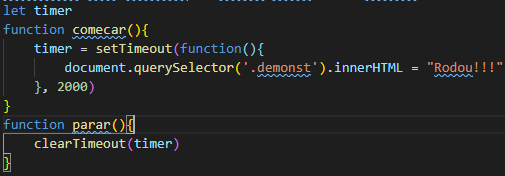 let timer
function comecar(){
    timer = setTimeout(function(){
        document.querySelector('.demonst').innerHTML = "Rodou!!!"
    }, 2000)
}
function parar(){
    clearTimeout(timer)
}